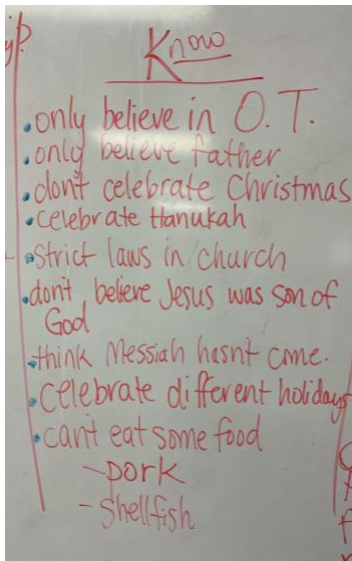 y?
Know
• only believe in O.T.
• only believe father
• don't celebrate Christmas
• celebrate Hanukah
• strict laws in church
• don't believe Jesus was son of
God
• think Messiah hasn't come.
• celebrate different holidays
• can't eat some food
- pork
- Shellfish